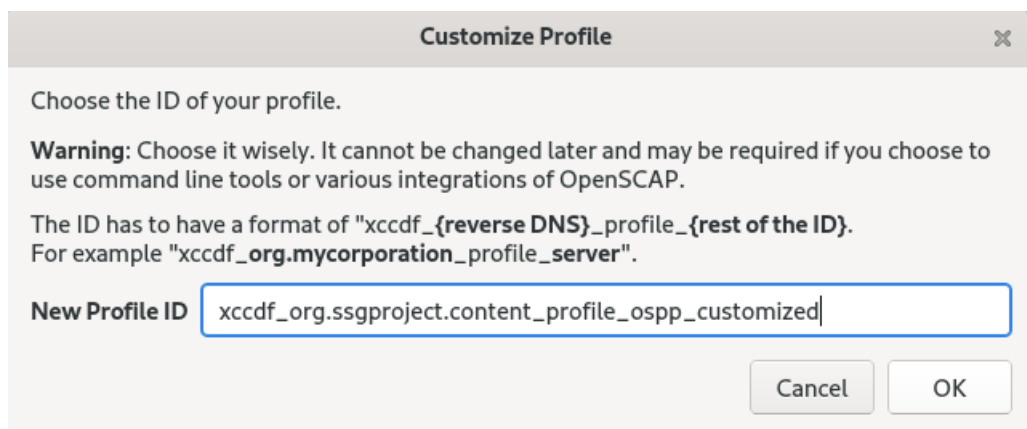 Customize Profile
Choose the ID of your profile.
Warning: Choose it wisely. It cannot be changed later and may be required if you choose to
use command line tools or various integrations of OpenSCAP.
The ID has to have a format of "xccdf_{reverse DNS}_profile_{rest of the ID}.
For example "xccdf_org.mycorporation_profile_server".
New Profile ID xccdf_org.ssgproject.content_profile_ospp_customized
Cancel OK